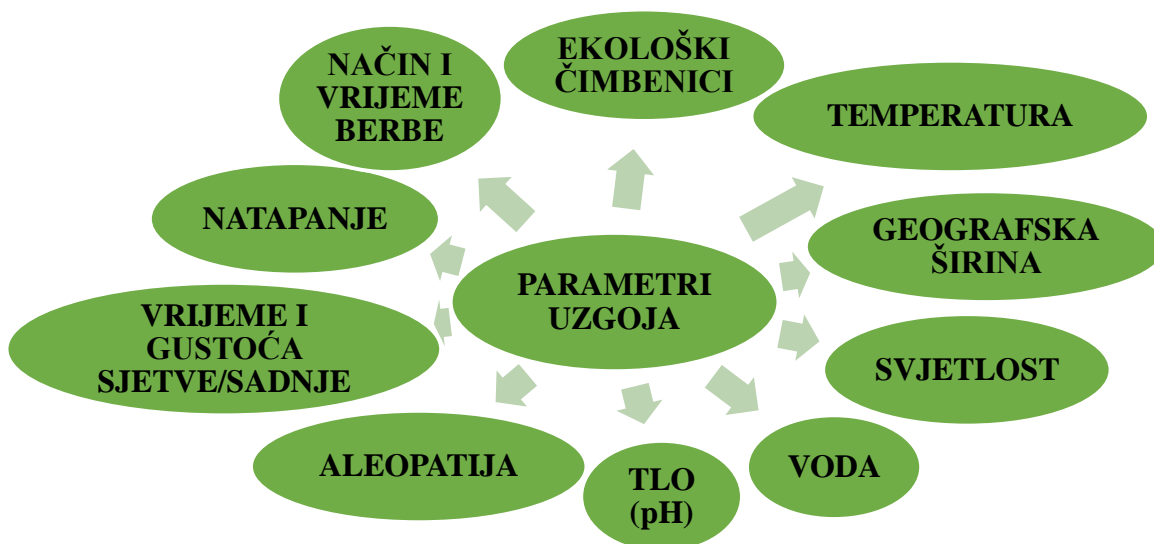 EKOLOŠKI
ČIMBENICI
NAČIN I
VRIJEME
BERBE
TEMPERATURA
NATAPANJE
GEOGRAFSKA
ŠIRINA
PARAMETRI
UZGOJA
VRIJEME I
GUSTOĆA
SJETVE/SADNJE
SVJETLOST
ALEOPATIJA
TLO
(pH)
VODA